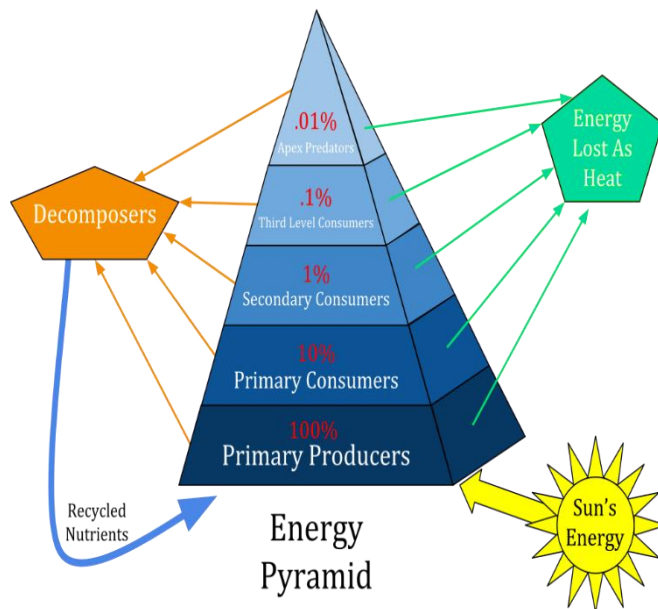 .01%
Apex Predators
Energy
Lost As
Heat
Decomposers
.1%
Third Level Consumers
1%
Secondary Consumers
10%
Primary Consumers
100%
Primary Producers
Recycled
Nutrients
Energy
Pyramid
Sun's
Energy